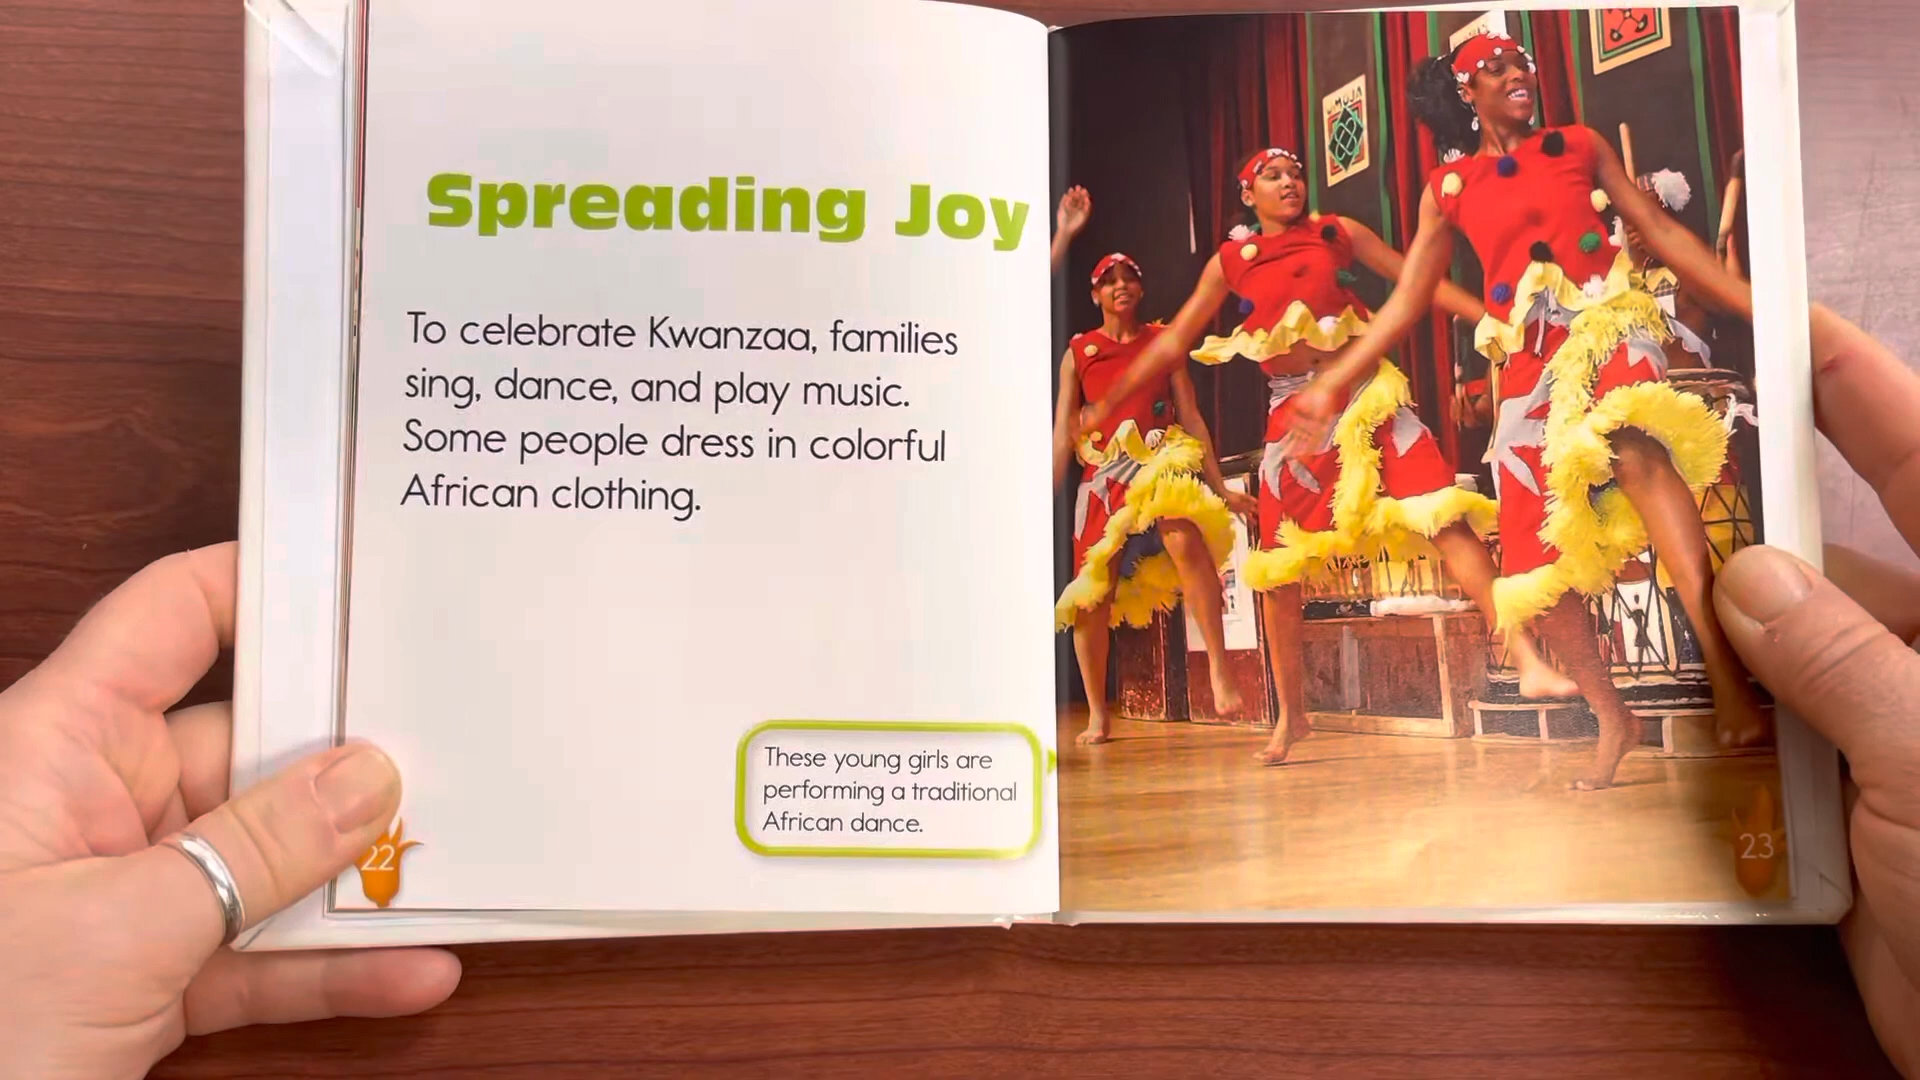 Spreading Joy
To celebrate Kwanzaa, families
sing, dance, and play music.
Some people dress in colorful
African clothing.
These young girls are
performing a traditional
African dance.
22
UMOJA
23